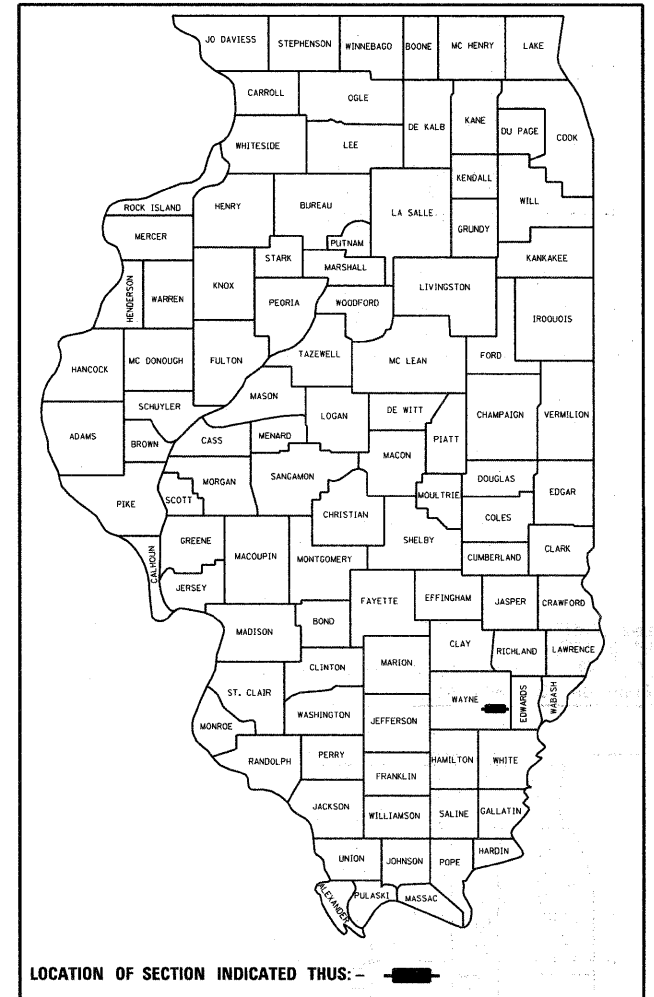 JO DAVIESS
STEPHENSON
WINNEBAGO
BOONE
MC HENRY
LAKE
CARROLL
OGLE
DE KALB
KANE
DU PAGE
COOK
WHITESIDE
LEE
KENDALL
WILL
ROCK ISLAND
HENRY
BUREAU
LA SALLE
GRUNDY
MERCER
PUTNAM
STARK
MARSHALL
KANKAKEE
HENDERSON
WARREN
KNOX
PEORIA
WOODFORD
LIVINGSTON
IROQUOIS
HANCOCK
MC DONOUGH
FULTON
TAZEWELL
MC LEAN
FORD
MASON
SCHUYLER
LOGAN
DE WITT
CHAMPAIGN
VERMILION
ADAMS
BROWN
CASS
MENARD
PIATT
MACON
SANGAMON
MORGAN
SCOTT
PIKE
CHRISTIAN
MOULTRIE
DOUGLAS
EDGAR
COLES
GREENE
MACOUPIN
MONTGOMERY
SHELBY
CUMBERLAND
CLARK
CALHOUN
JERSEY
FAYETTE
EFFINGHAM
JASPER
CRAWFORD
MADISON
BOND
CLAY
RICHLAND
LAWRENCE
CLINTON
MARION
ST. CLAIR
WAYNE
EDWARDS
WABASH
WASHINGTON
JEFFERSON
MONROE
RANDOLPH
PERRY
HAMILTON
WHITE
FRANKLIN
JACKSON
WILLIAMSON
SALINE
GALLATIN
UNION
JOHNSON
POPE
HARDIN
ALEXANDER
PULASKI
MASSAC
LOCATION OF SECTION INDICATED THUS: -